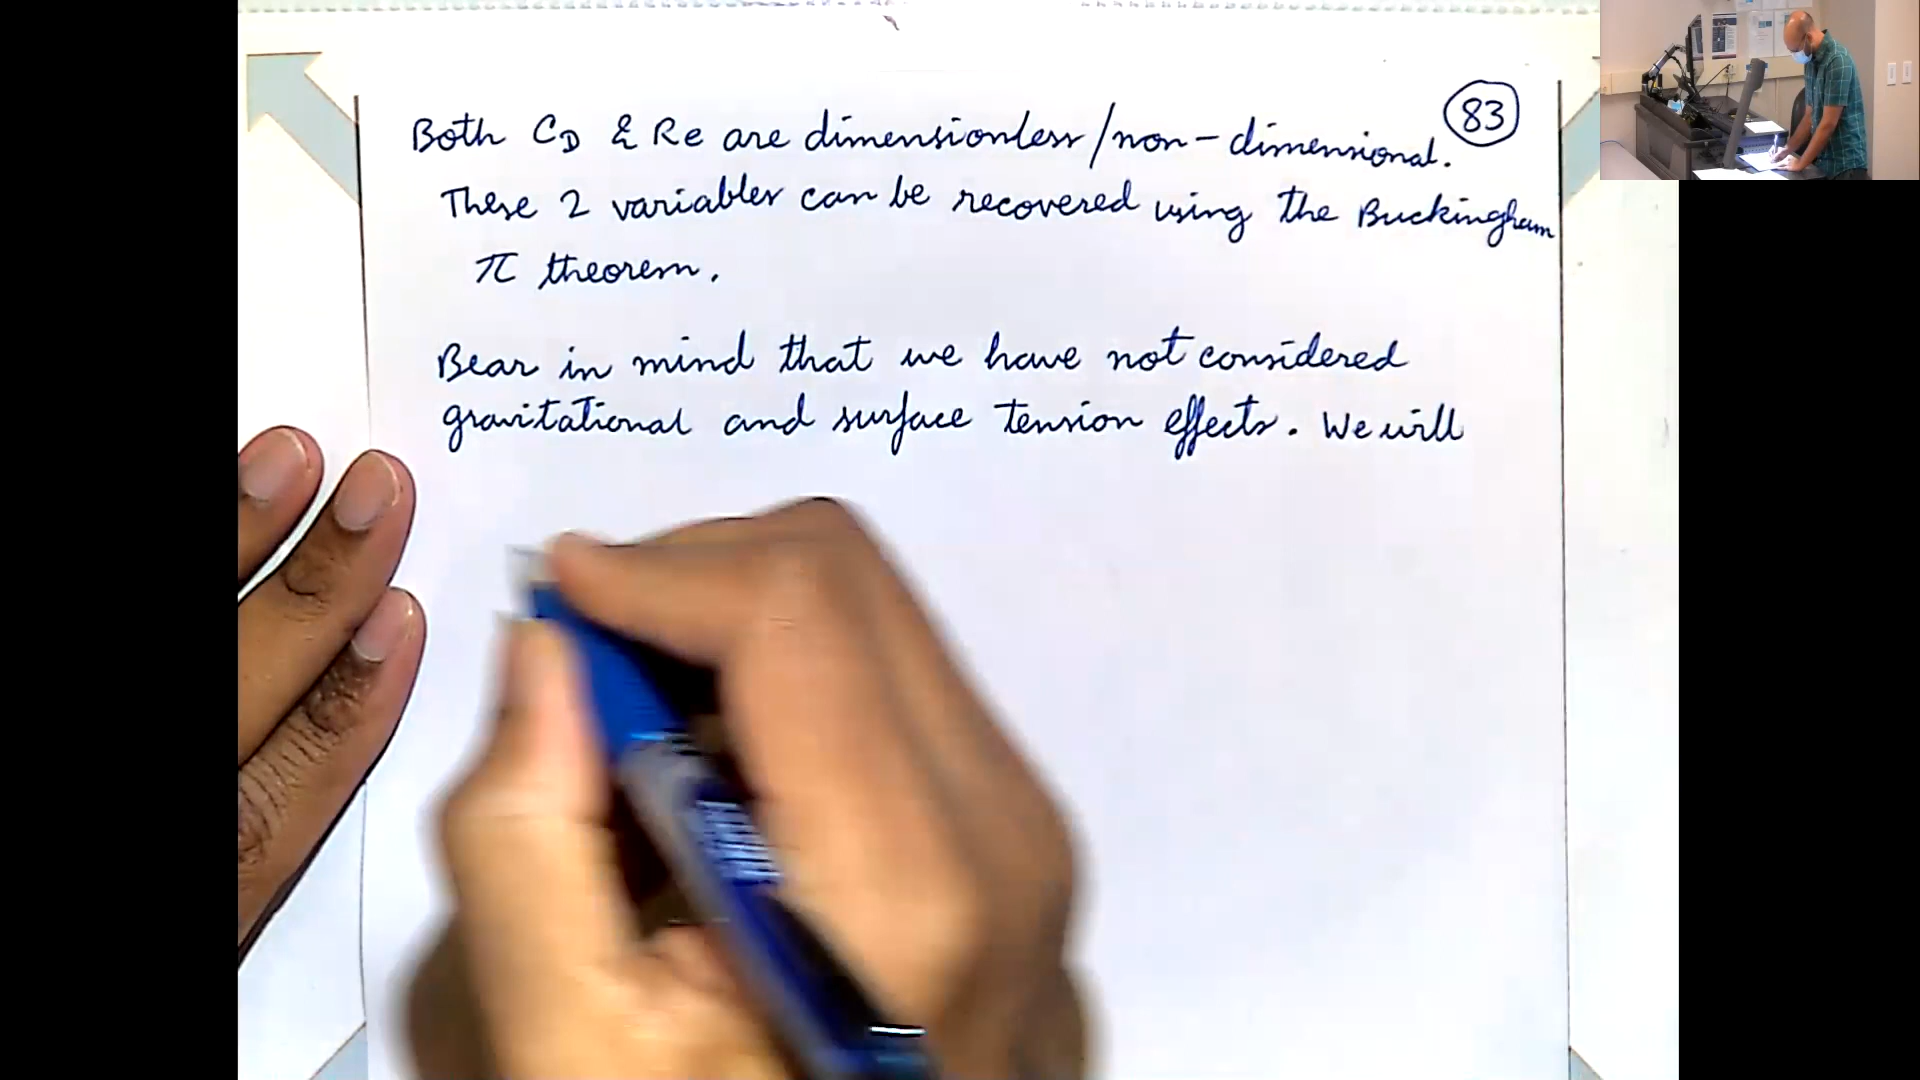 83
Both C_D & Re are dimensionless/non-dimensional.
These 2 variables can be recovered using the Buckingham
π theorem.
Bear in mind that we have not considered
gravitational and surface tension effects. We will